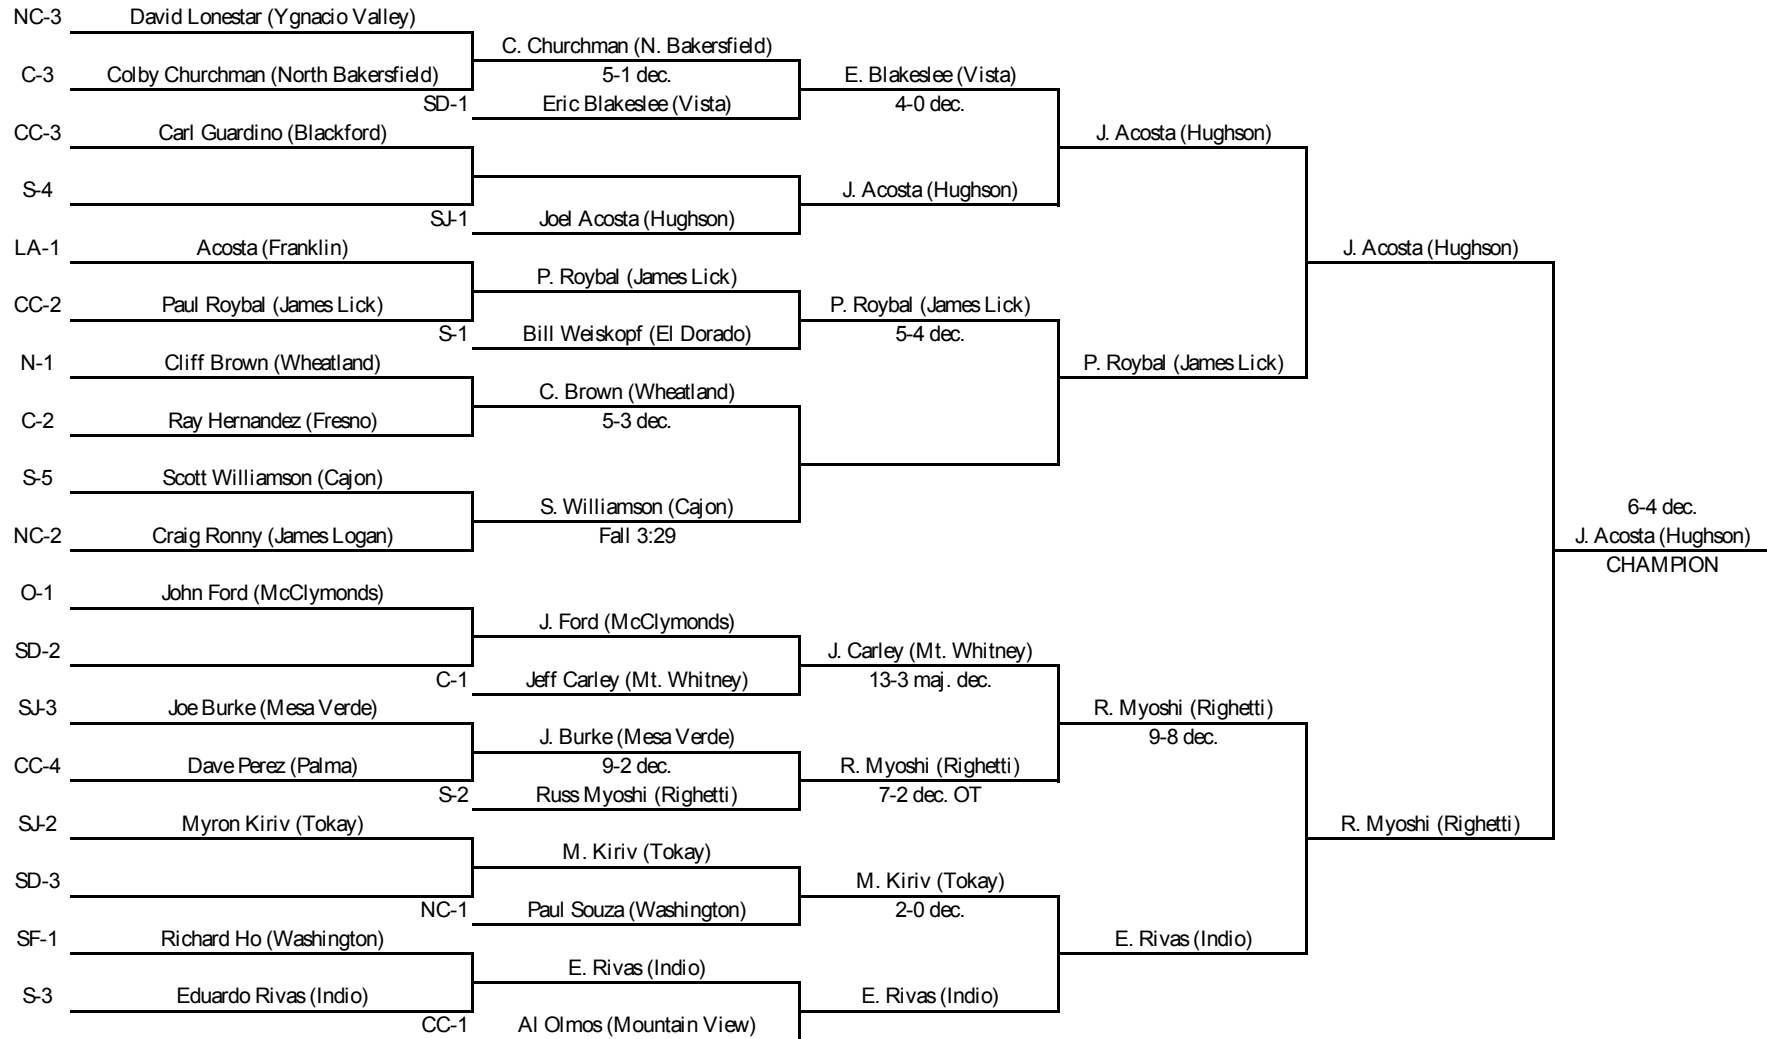 NC-3 David Lonestar (Ygnacio Valley)
C. Churchman (N. Bakersfield)
C-3 Colby Churchman (North Bakersfield) 5-1 dec. E. Blakeslee (Vista)
SD-1 Eric Blakeslee (Vista) 4-0 dec.
CC-3 Carl Guardino (Blackford) J. Acosta (Hughson)
S-4 J. Acosta (Hughson)
SJ-1 Joel Acosta (Hughson)
LA-1 Acosta (Franklin) J. Acosta (Hughson)
P. Roybal (James Lick)
CC-2 Paul Roybal (James Lick) P. Roybal (James Lick)
S-1 Bill Weiskopf (El Dorado) 5-4 dec.
N-1 Cliff Brown (Wheatland) P. Roybal (James Lick)
C. Brown (Wheatland)
C-2 Ray Hernandez (Fresno) 5-3 dec.
S-5 Scott Williamson (Cajon)
S. Williamson (Cajon) 6-4 dec.
NC-2 Craig Ronny (James Logan) Fall 3:29 J. Acosta (Hughson)
CHAMPION
O-1 John Ford (McClymonds)
J. Ford (McClymonds)
SD-2 J. Carley (Mt. Whitney)
C-1 Jeff Carley (Mt. Whitney) 13-3 maj. dec.
SJ-3 Joe Burke (Mesa Verde) R. Myoshi (Righetti)
J. Burke (Mesa Verde) 9-8 dec.
CC-4 Dave Perez (Palma) 9-2 dec. R. Myoshi (Righetti)
S-2 Russ Myoshi (Righetti) 7-2 dec. OT
SJ-2 Myron Kiriv (Tokay) R. Myoshi (Righetti)
M. Kiriv (Tokay)
SD-3 M. Kiriv (Tokay)
NC-1 Paul Souza (Washington) 2-0 dec.
SF-1 Richard Ho (Washington) E. Rivas (Indio)
E. Rivas (Indio)
S-3 Eduardo Rivas (Indio) E. Rivas (Indio)
CC-1 Al Olmos (Mountain View)